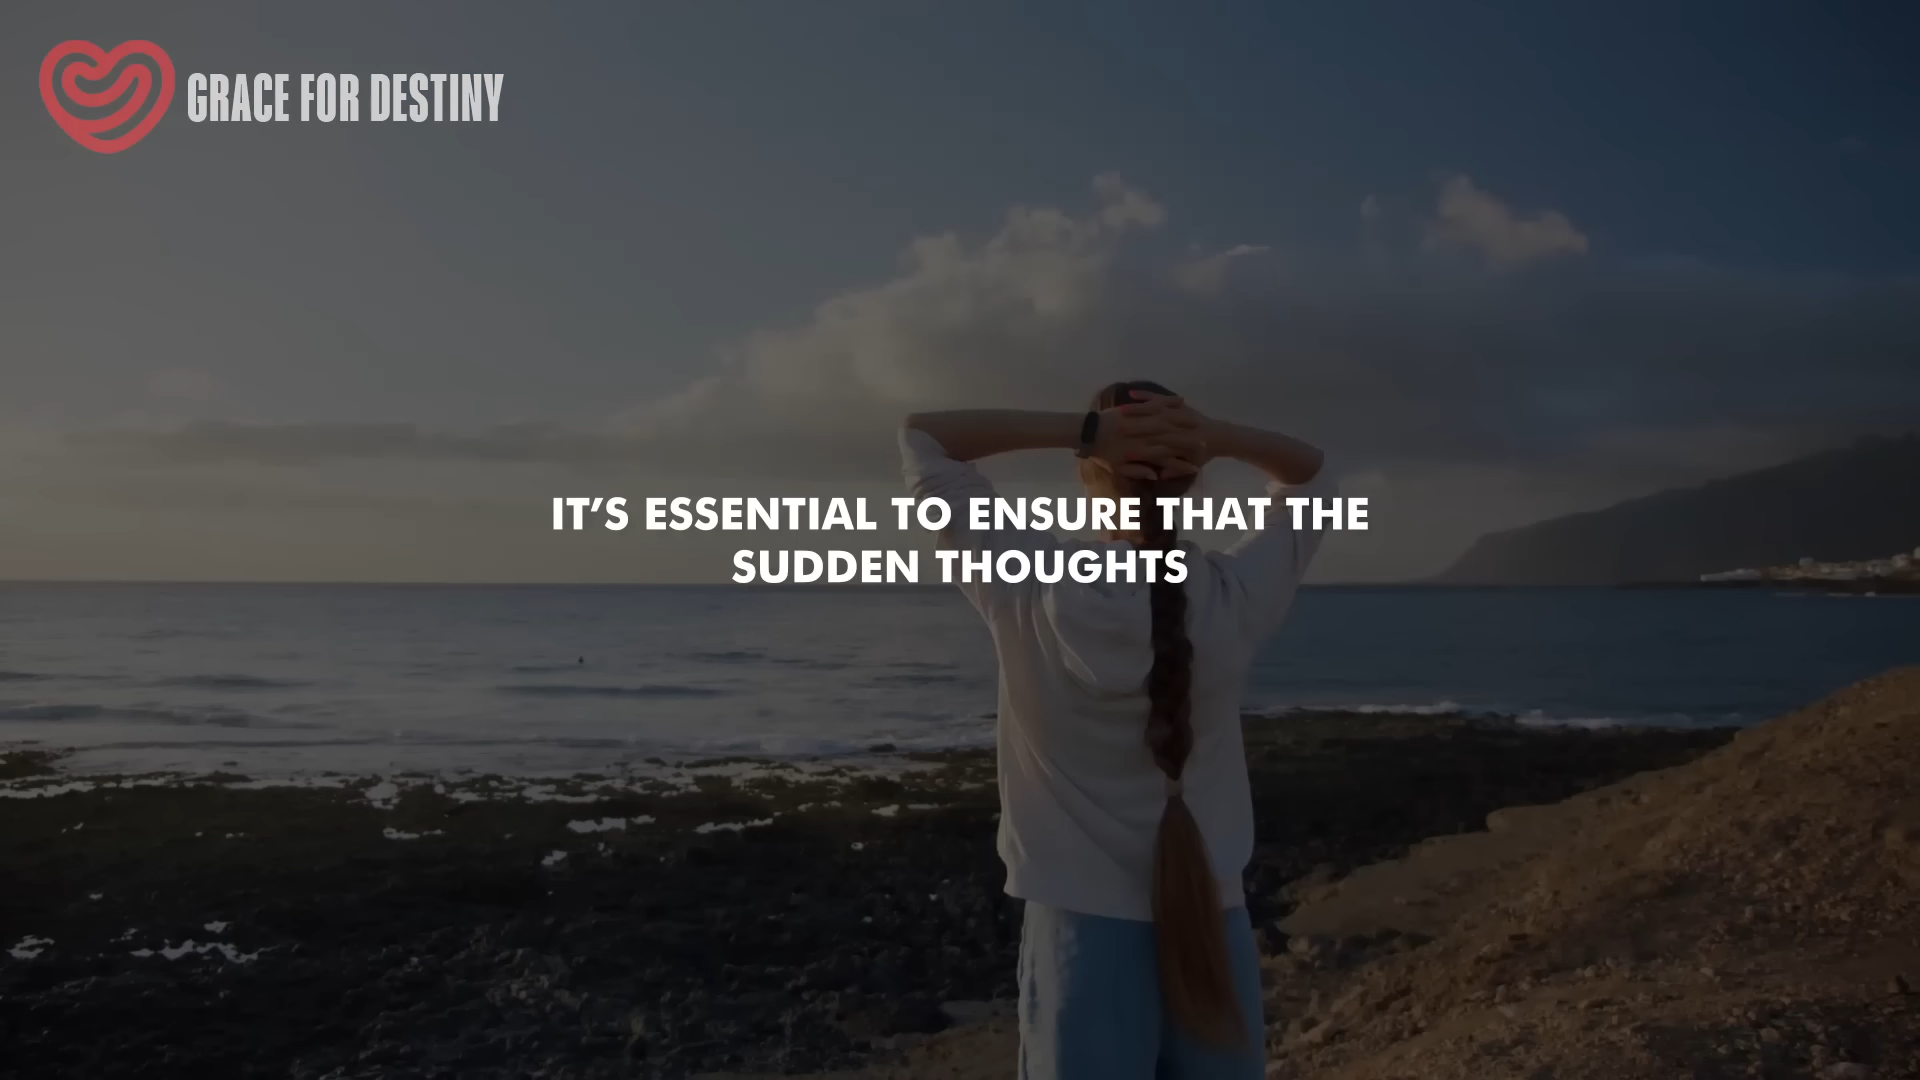 GRACE FOR DESTINY
IT’S ESSENTIAL TO ENSURE THAT THE
SUDDEN THOUGHTS